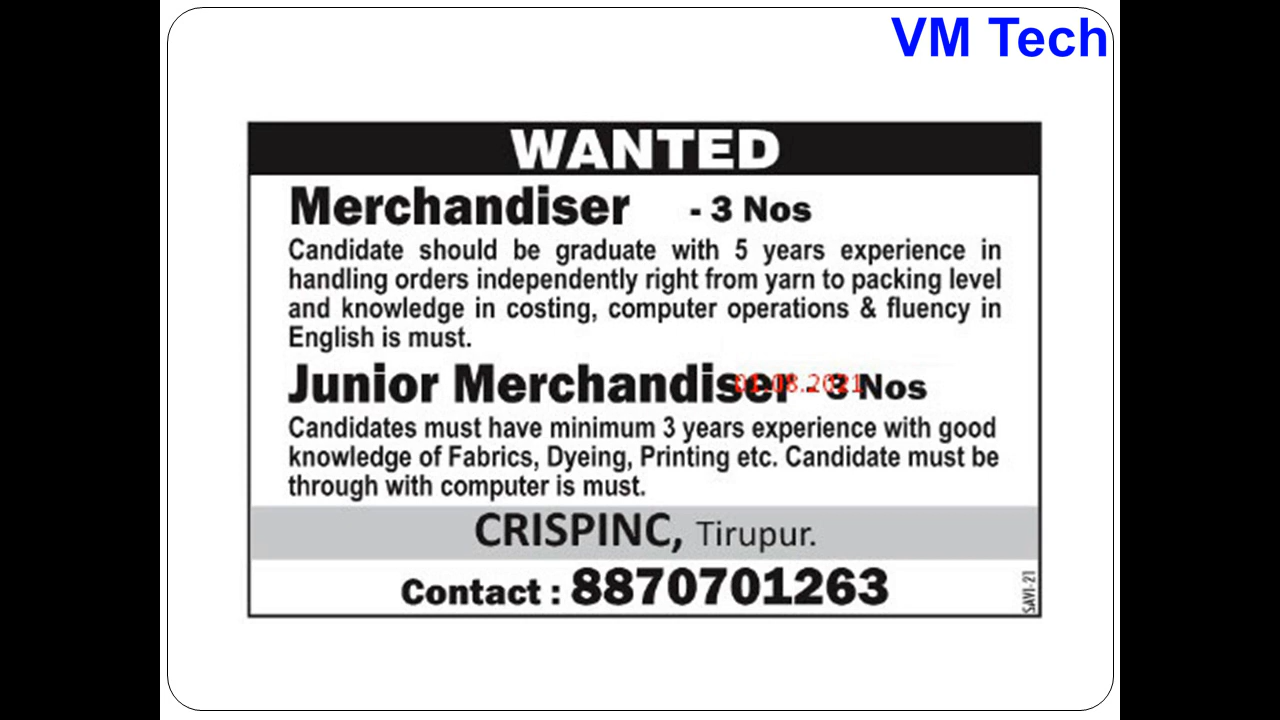 VM Tech
WANTED
Merchandiser - 3 Nos
Candidate should be graduate with 5 years experience in
handling orders independently right from yarn to packing level
and knowledge in costing, computer operations & fluency in
English is must.
Junior Merchandiser - 3 Nos
01.08.2021
Candidates must have minimum 3 years experience with good
knowledge of Fabrics, Dyeing, Printing etc. Candidate must be
through with computer is must.
CRISPINC, Tirupur.
Contact : 8870701263
SAVI-21